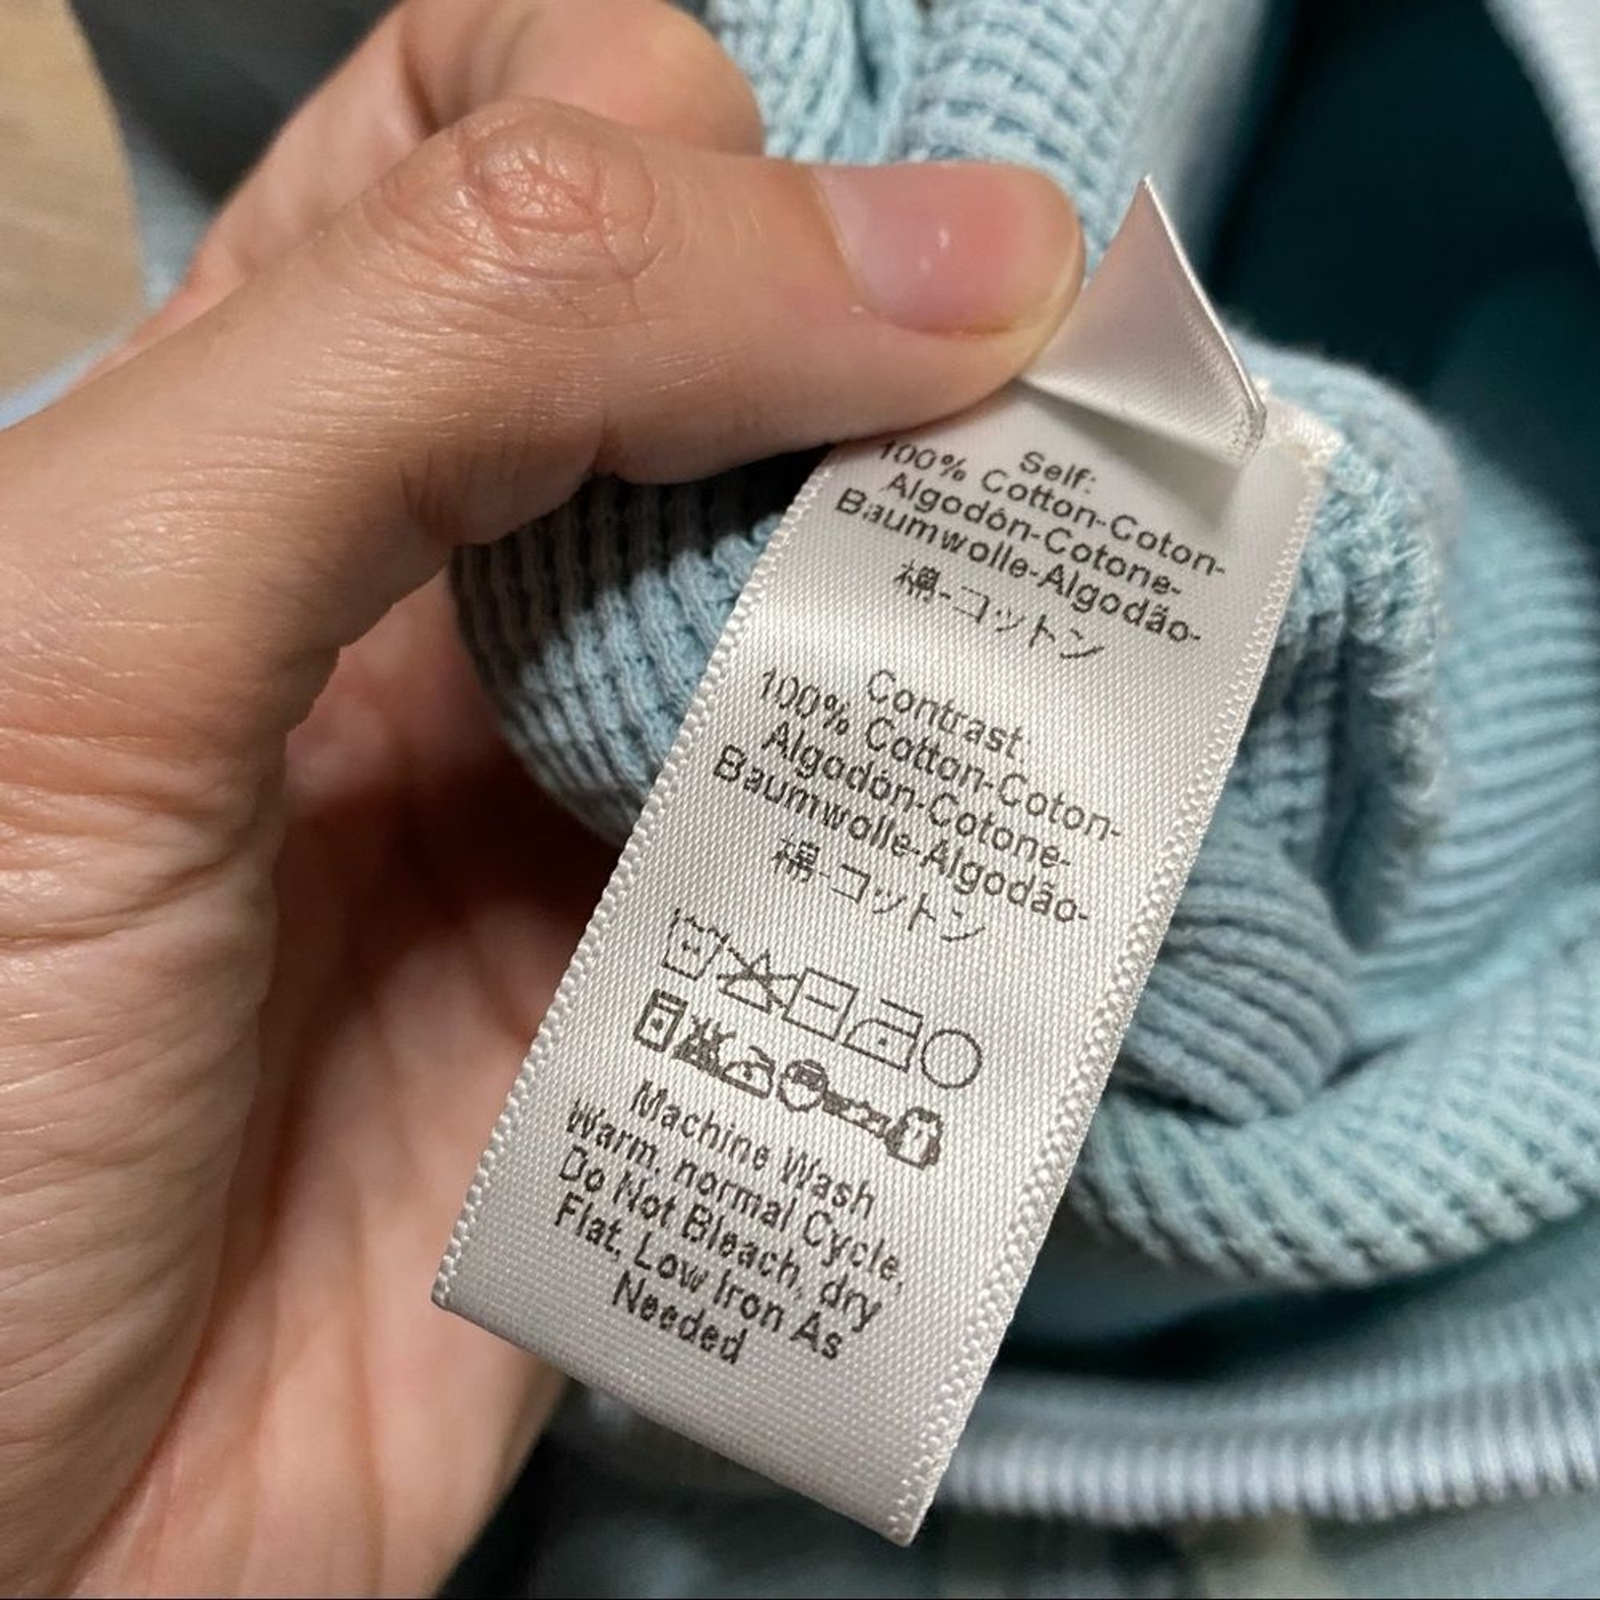 Self:
100% Cotton-Coton-
Algodón-Cotone-
Baumwolle-Algodão-
棉-コットン
Contrast:
100% Cotton-Coton-
Algodón-Cotone-
Baumwolle-Algodão-
棉-コットン
Machine Wash
Warm, normal Cycle,
Do Not Bleach, dry
Flat, Low Iron As
Needed